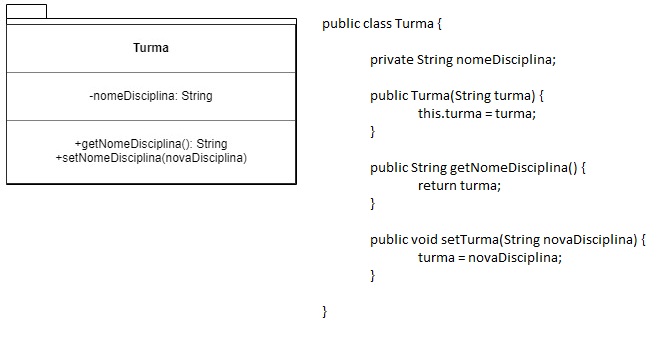 Turma
-nomeDisciplina: String
+getNomeDisciplina(): String
+setNomeDisciplina(novaDisciplina)
public class Turma {
private String nomeDisciplina;
public Turma(String turma) {
this.turma = turma;
}
public String getNomeDisciplina() {
return turma;
}
public void setTurma(String novaDisciplina) {
turma = novaDisciplina;
}
}